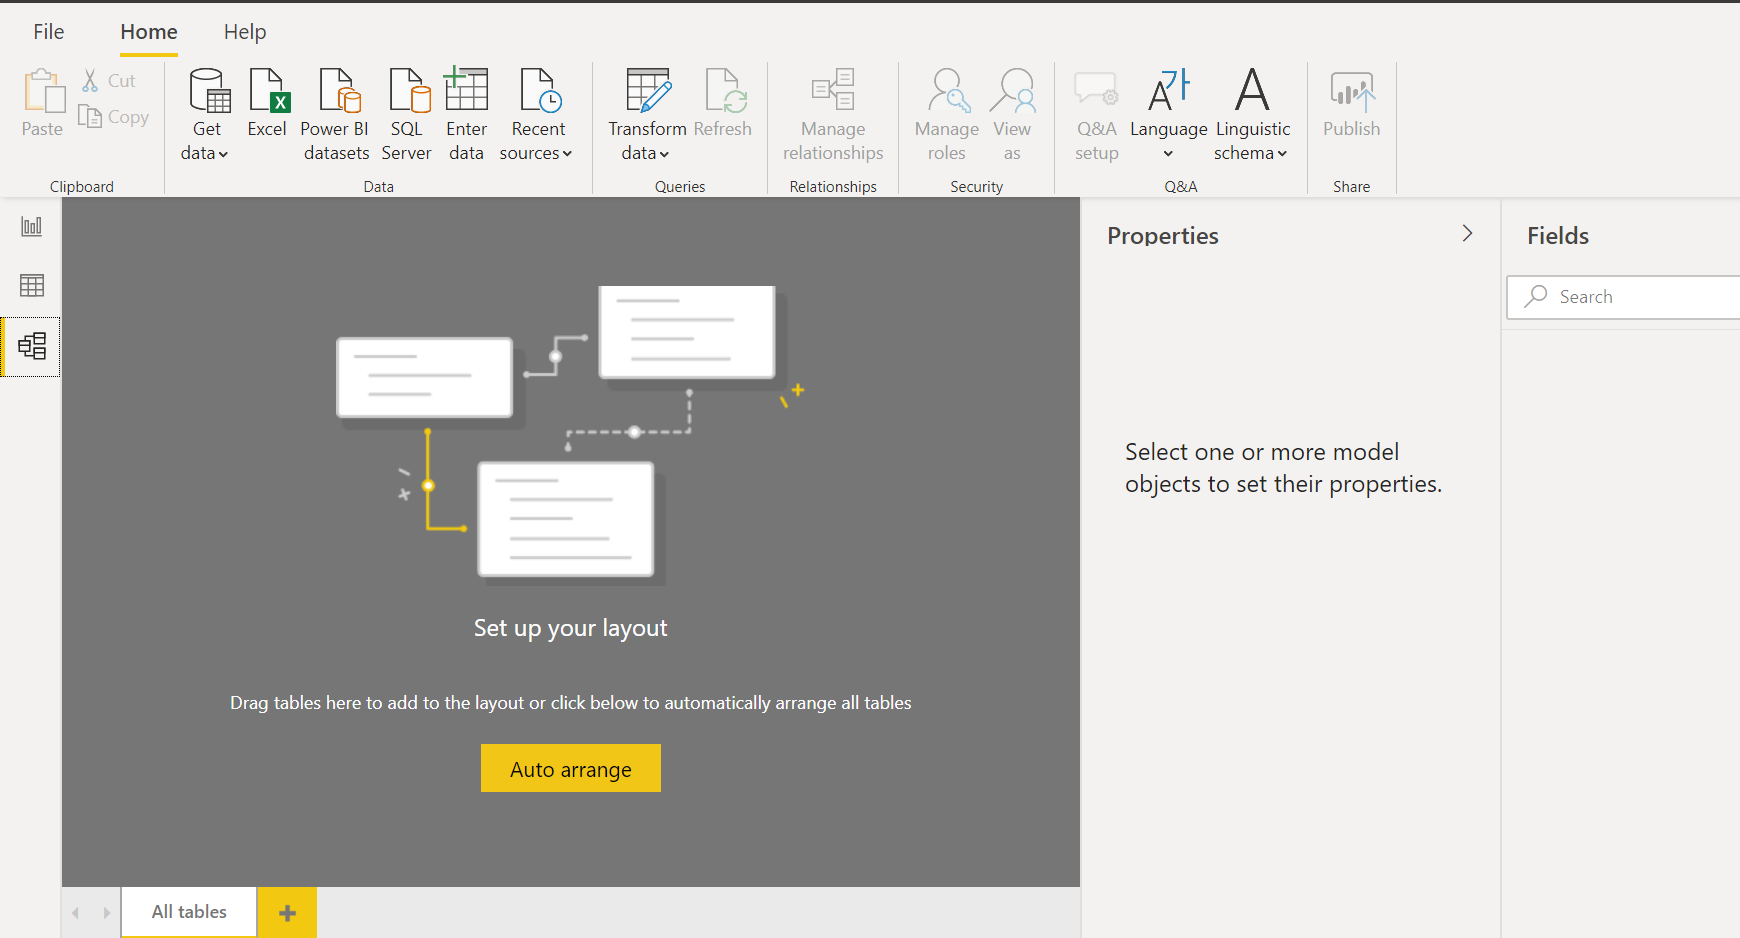 File Home Help
Paste
Cut
Copy
Clipboard
Get
data
Excel
Power BI
datasets
SQL
Server
Enter
data
Recent
sources
Data
Transform
data
Refresh
Queries
Manage
relationships
Relationships
Manage
roles
View
as
Security
Q&A
setup
Language
Linguistic
schema
Q&A
Publish
Share
Set up your layout
Drag tables here to add to the layout or click below to automatically arrange all tables
Auto arrange
Properties
Select one or more model
objects to set their properties.
Fields
Search
All tables